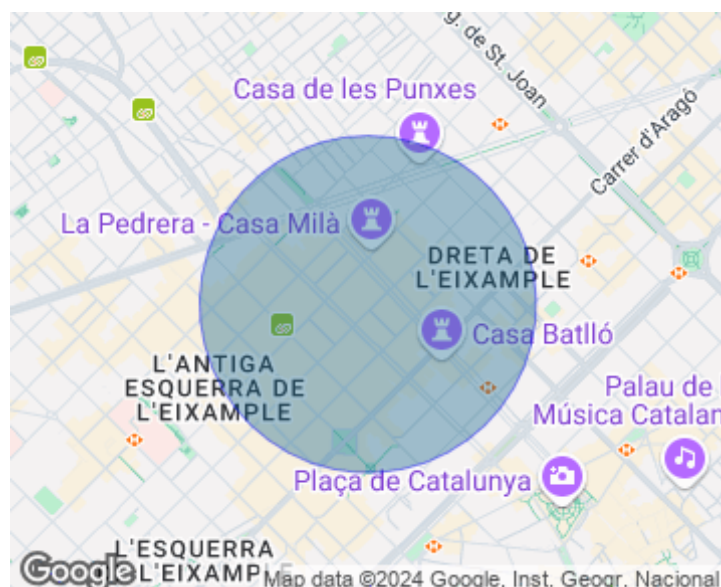 g. de St. Joan
Casa de les Punxes
Carrer d'Aragó
La Pedrera - Casa Milà
DRETA DE
L'EIXAMPLE
Casa Batlló
L'ANTIGA
ESQUERRA DE
L'EIXAMPLE
Palau de
Música Catalan
Plaça de Catalunya
L'ESQUERRA
L'EIXAMPL
Google
Map data ©2024 Google, Inst. Geogr. Nacional